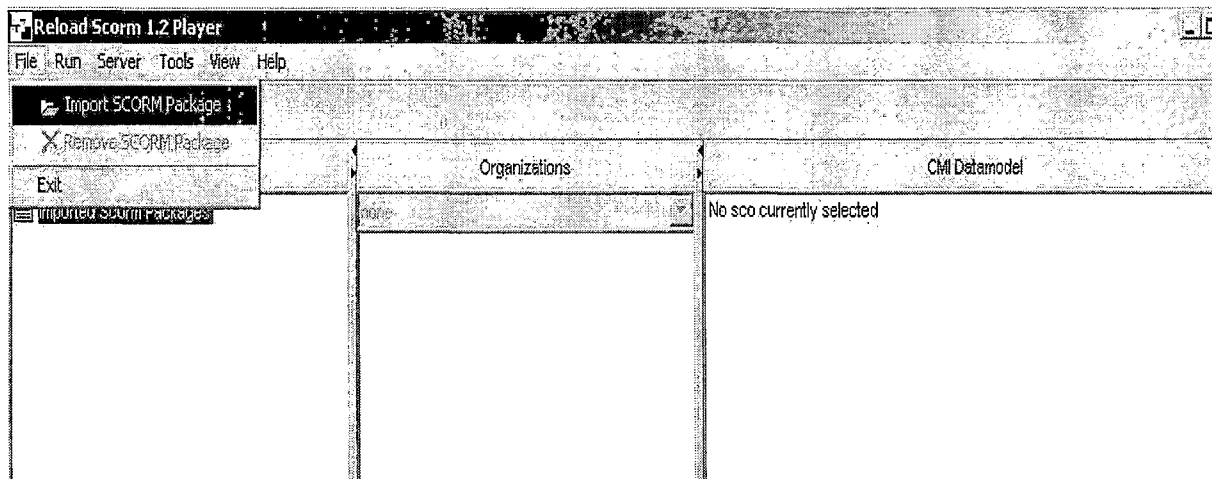 Reload Scorm 1.2 Player
File Run Server Tools View Help
Import SCORM Package
Remove SCORM Package
Exit
Organizations
CMI Datamodel
Imported Scorm Packages
none
No sco currently selected